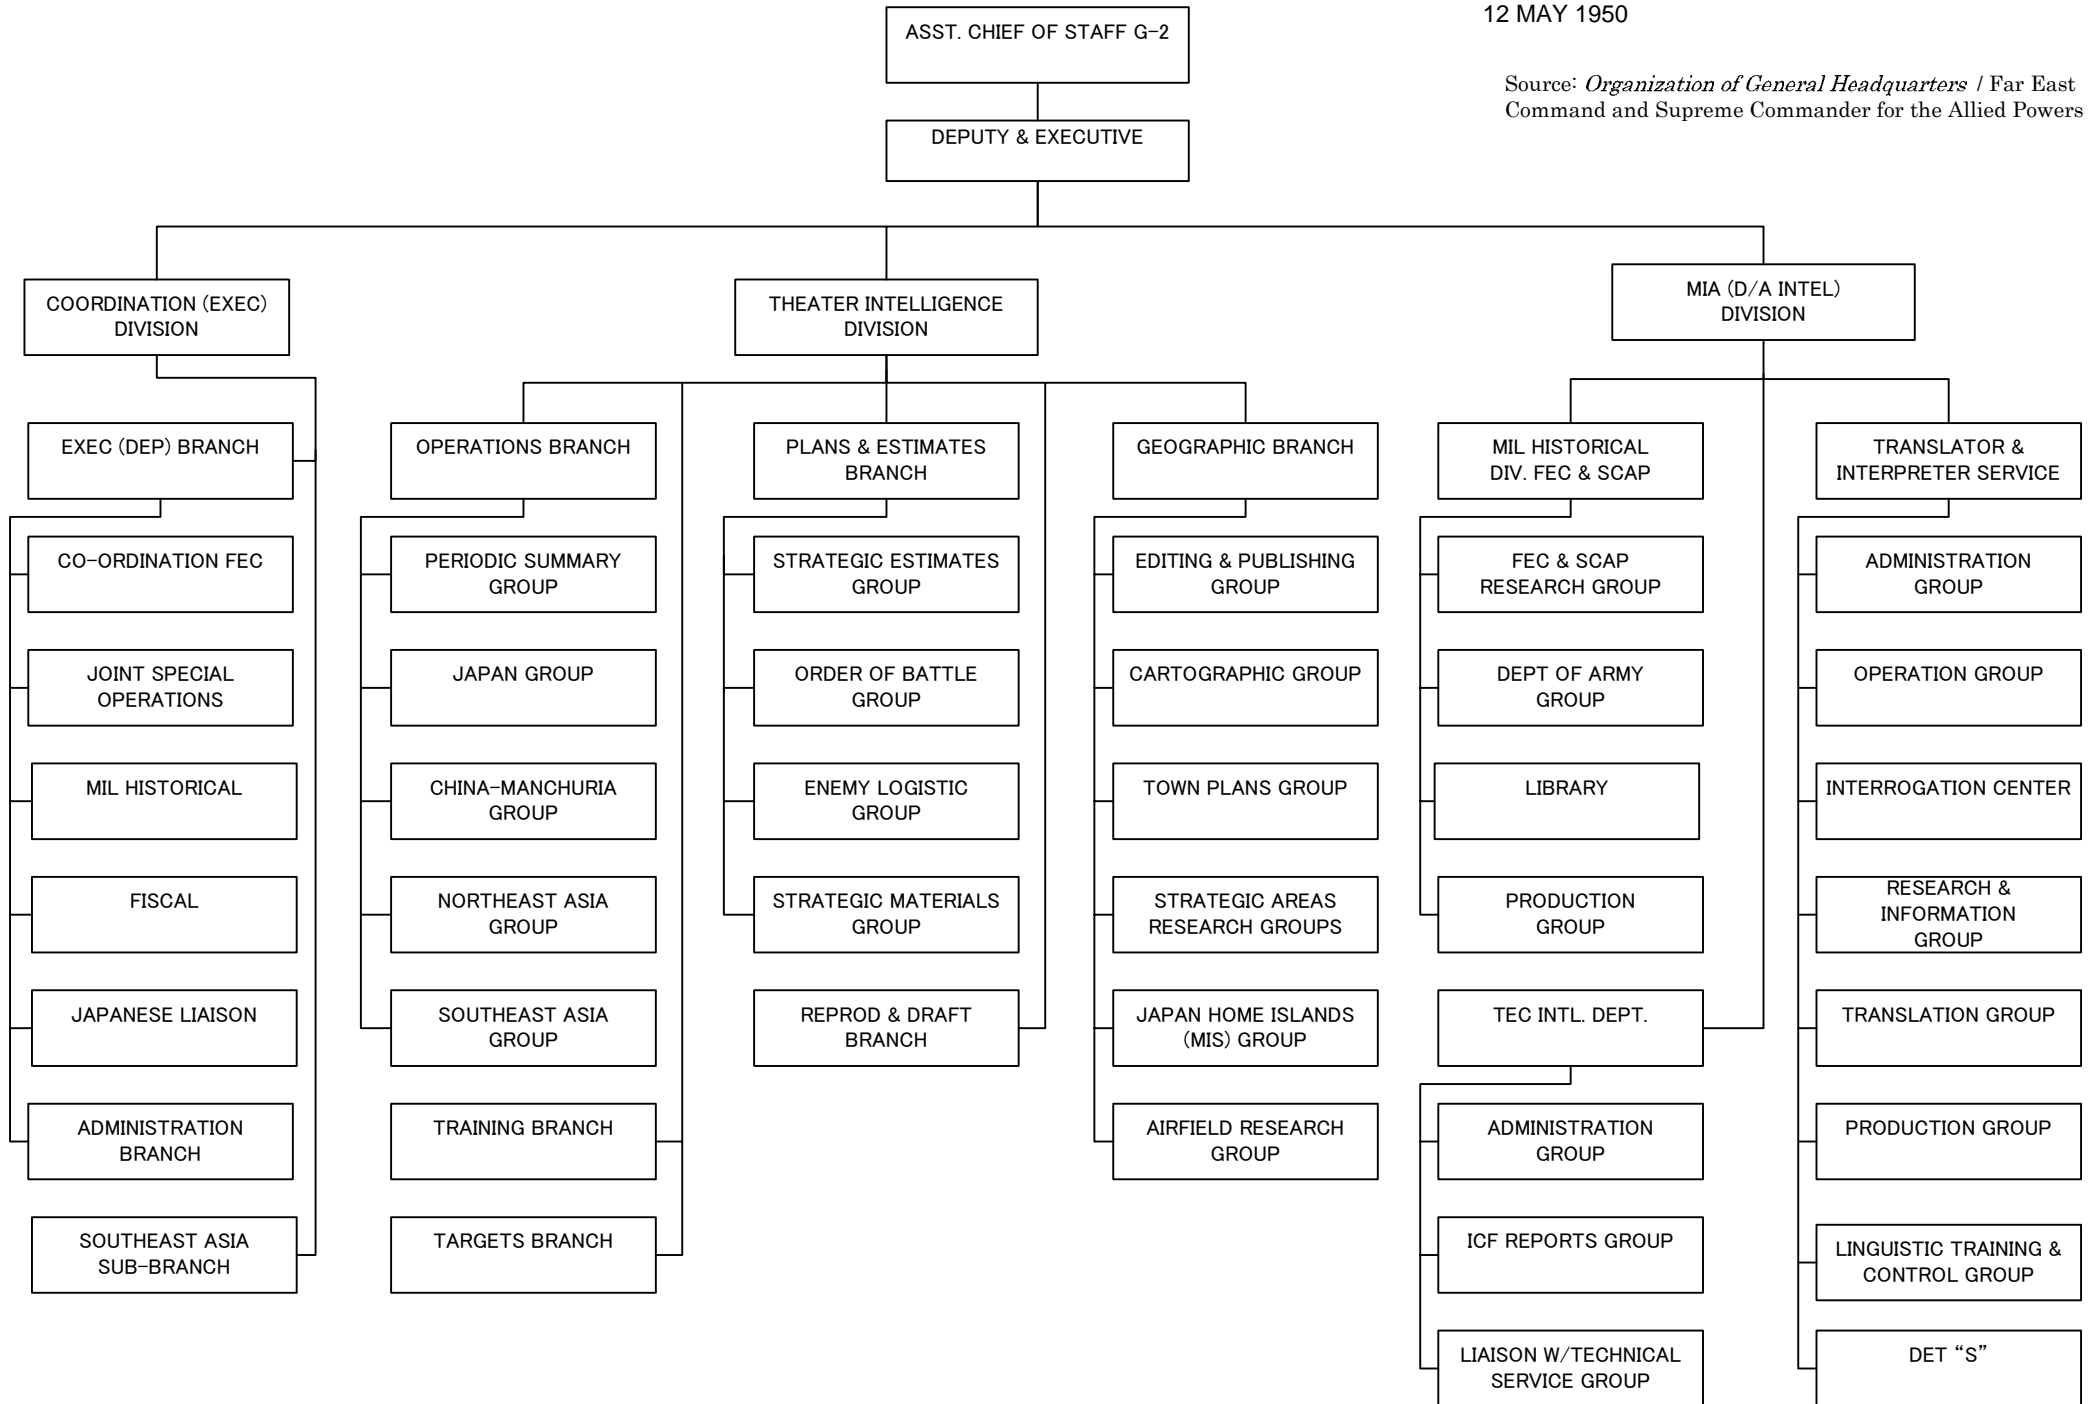 12 MAY 1950
Source: Organization of General Headquarters / Far East
Command and Supreme Commander for the Allied Powers
ASST. CHIEF OF STAFF G-2
DEPUTY & EXECUTIVE
COORDINATION (EXEC)
DIVISION
THEATER INTELLIGENCE
DIVISION
MIA (D/A INTEL)
DIVISION
EXEC (DEP) BRANCH
CO-ORDINATION FEC
JOINT SPECIAL
OPERATIONS
MIL HISTORICAL
FISCAL
JAPANESE LIAISON
ADMINISTRATION
BRANCH
SOUTHEAST ASIA
SUB-BRANCH
OPERATIONS BRANCH
PERIODIC SUMMARY
GROUP
JAPAN GROUP
CHINA-MANCHURIA
GROUP
NORTHEAST ASIA
GROUP
SOUTHEAST ASIA
GROUP
TRAINING BRANCH
TARGETS BRANCH
PLANS & ESTIMATES
BRANCH
STRATEGIC ESTIMATES
GROUP
ORDER OF BATTLE
GROUP
ENEMY LOGISTIC
GROUP
STRATEGIC MATERIALS
GROUP
REPROD & DRAFT
BRANCH
GEOGRAPHIC BRANCH
EDITING & PUBLISHING
GROUP
CARTOGRAPHIC GROUP
TOWN PLANS GROUP
STRATEGIC AREAS
RESEARCH GROUPS
JAPAN HOME ISLANDS
(MIS) GROUP
AIRFIELD RESEARCH
GROUP
MIL HISTORICAL
DIV. FEC & SCAP
FEC & SCAP
RESEARCH GROUP
DEPT OF ARMY
GROUP
LIBRARY
PRODUCTION
GROUP
TEC INTL. DEPT.
ADMINISTRATION
GROUP
ICF REPORTS GROUP
LIAISON W/TECHNICAL
SERVICE GROUP
TRANSLATOR &
INTERPRETER SERVICE
ADMINISTRATION
GROUP
OPERATION GROUP
INTERROGATION CENTER
RESEARCH &
INFORMATION
GROUP
TRANSLATION GROUP
PRODUCTION GROUP
LINGUISTIC TRAINING &
CONTROL GROUP
DET “S”